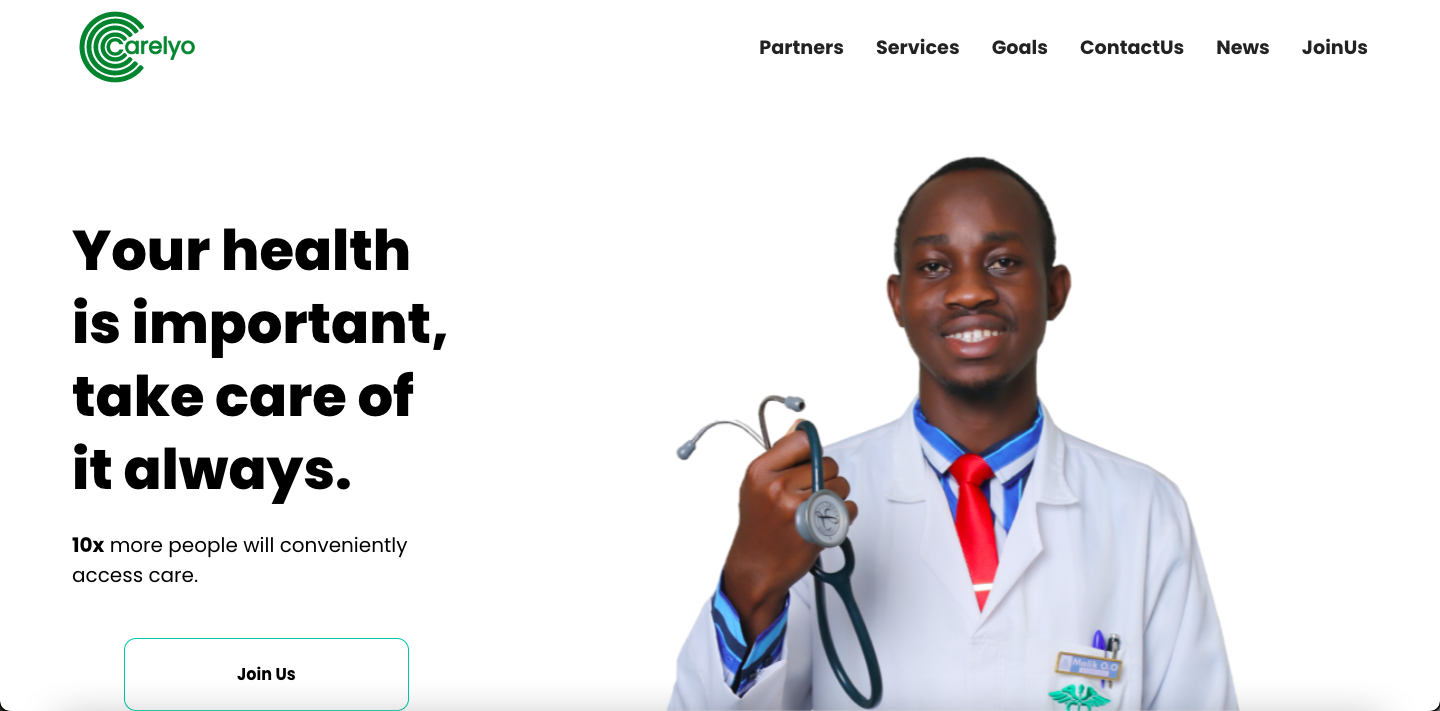 Carelyo
Partners Services Goals ContactUs News JoinUs
Your health
is important,
take care of
it always.
10x more people will conveniently
access care.
Join Us
Malik O.O